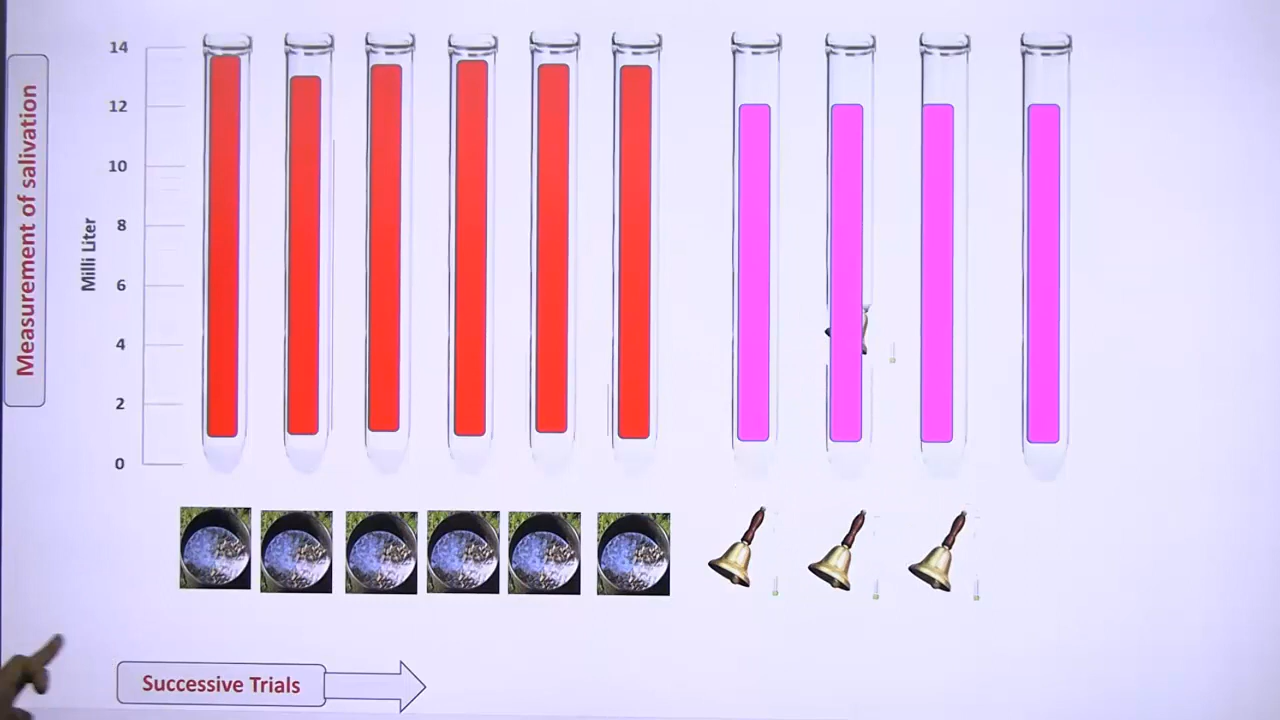 Measurement of salivation
Milli Liter
14
12
10
8
6
4
2
0
Successive Trials